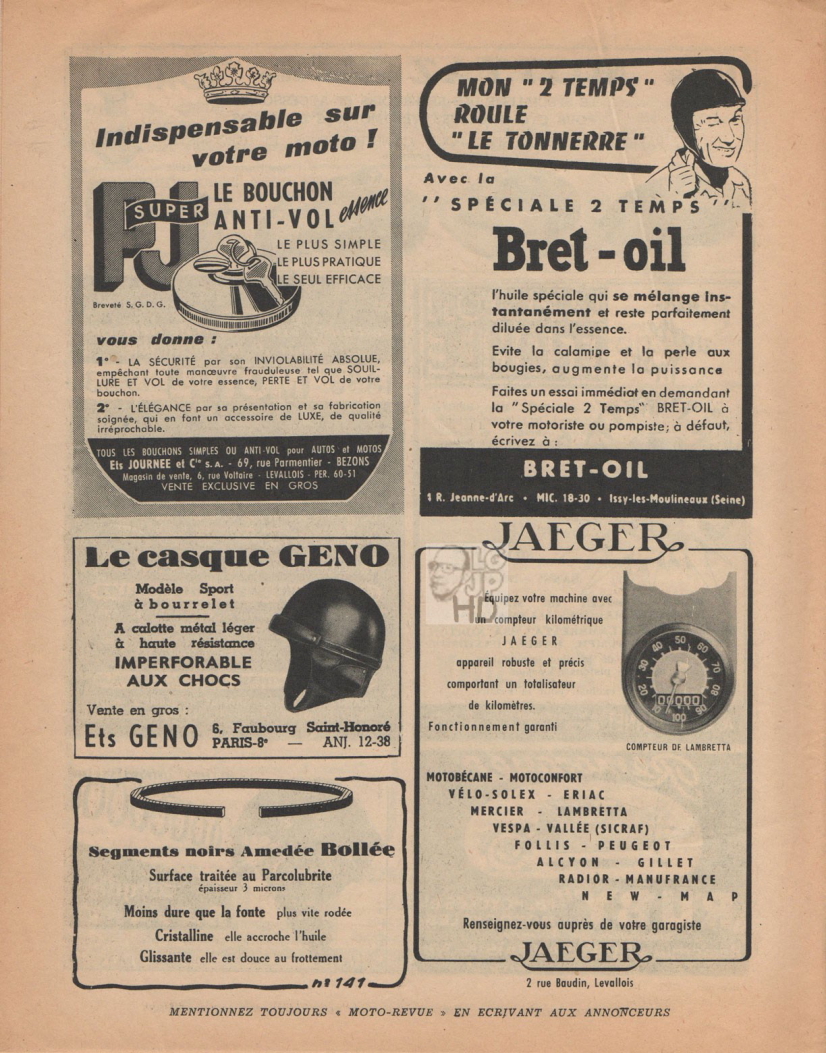 Indispensable sur
votre moto !
PJ
SUPER
LE BOUCHON
ANTI-VOL essence
LE PLUS SIMPLE
LE PLUS PRATIQUE
LE SEUL EFFICACE
Breveté S. G. D. G.
vous donne :
1° - LA SÉCURITÉ par son INVIOLABILITÉ ABSOLUE,
empêchant toute manœuvre frauduleuse tel que SOUIL-
LURE ET VOL de votre essence, PERTE ET VOL de votre
bouchon.
2° - L'ÉLÉGANCE par sa présentation et sa fabrication
soignée, qui en font un accessoire de LUXE, de qualité
irréprochable.
TOUS LES BOUCHONS SIMPLES OU ANTI-VOL pour AUTOS et MOTOS
Ets JOURNEE et Cie S. A. - 69, rue Parmentier - BEZONS
Magasin de vente, 6, rue Voltaire - LEVALLOIS - PER. 60-51
VENTE EXCLUSIVE EN GROS
MON "2 TEMPS"
ROULE
"LE TONNERRE"
Avec la
"SPÉCIALE 2 TEMPS"
Bret-oil
l'huile spéciale qui se mélange ins-
tantanément et reste parfaitement
diluée dans l'essence.
Evite la calamine et la perle aux
bougies, augmente la puissance
Faites un essai immédiat en demandant
la "Spéciale 2 Temps" BRET-OIL à
votre motoriste ou pompiste; à défaut,
écrivez à :
BRET-OIL
1 R. Jeanne-d'Arc • MIC. 18-30 • Issy-les-Moulineaux (Seine)
Le casque GENO
Modèle Sport
à bourrelet
A calotte métal léger
à haute résistance
IMPERFORABLE
AUX CHOCS
Vente en gros :
Ets GENO 6, Faubourg Saint-Honoré
PARIS-8e — ANJ. 12-38
JAEGER
LG
JP
HD
Équipez votre machine avec
un compteur kilométrique
JAEGER
appareil robuste et précis
comportant un totalisateur
de kilomètres.
Fonctionnement garanti
20 30 40 50 60 70 80 90 100
00000
COMPTEUR DE LAMBRETTA
MOTOBÉCANE - MOTOCONFORT
VÉLO-SOLEX - ERIAC
MERCIER - LAMBRETTA
VESPA - VALLÉE (SICRAF)
FOLLIS - PEUGEOT
ALCYON - GILLET
RADIOR - MANUFRANCE
NEW-MAP
Renseignez-vous auprès de votre garagiste
JAEGER
2 rue Baudin, Levallois
Segments noirs Amedée Bollée
Surface traitée au Parcolubrite
épaisseur 3 microns
Moins dure que la fonte plus vite rodée
Cristalline elle accroche l'huile
Glissante elle est douce au frottement
n° 141
MENTIONNEZ TOUJOURS « MOTO-REVUE » EN ECRIVANT AUX ANNONCEURS